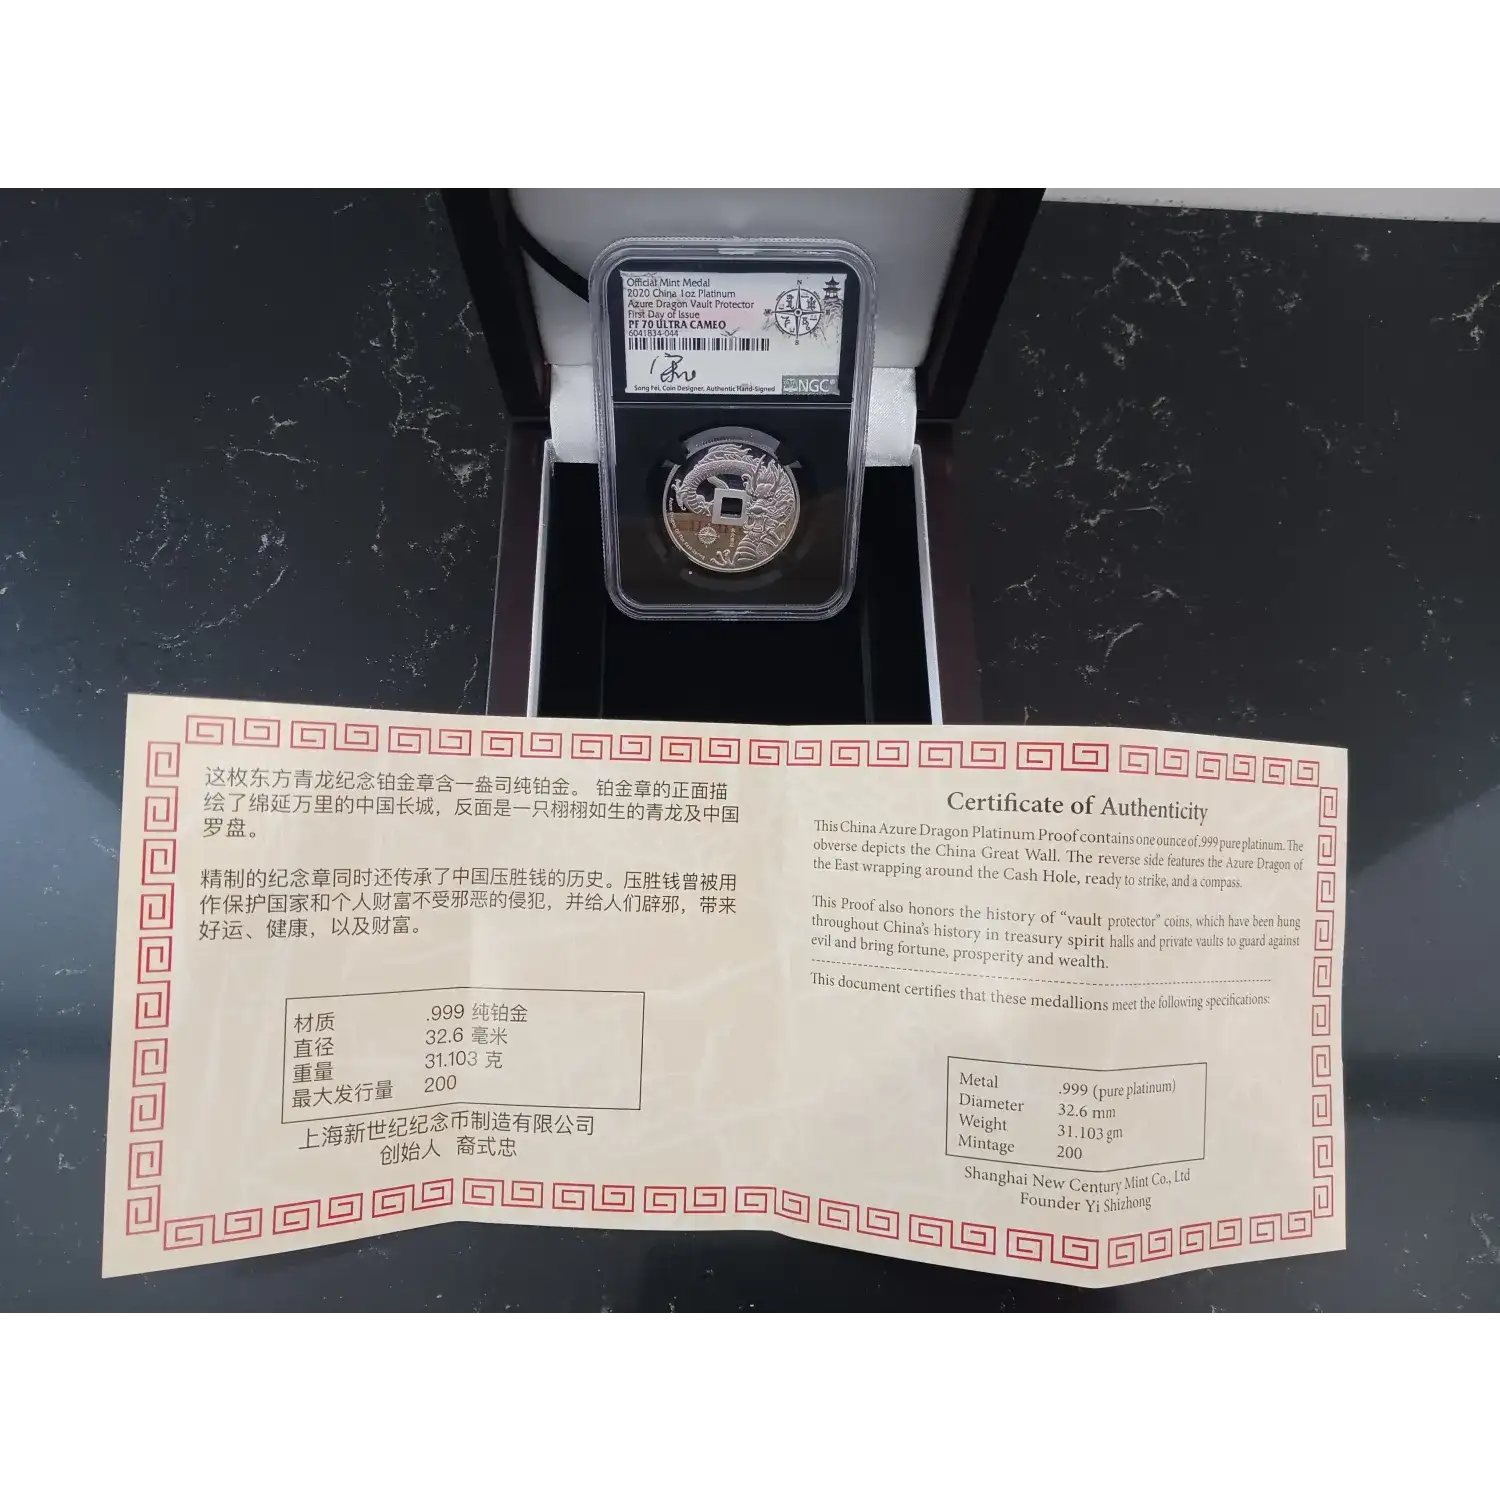 Official Mint Medal
2020 China 1oz Platinum
Azure Dragon Vault Protector
First Day of Issue
PF 70 ULTRA CAMEO
6041834-044
N
S
Song Fei, Coin Designer, Authentic Hand-Signed
NGC
这枚东方青龙纪念铂金章含一盎司纯铂金。 铂金章的正面描
绘了绵延万里的中国长城，反面是一只栩栩如生的青龙及中国
罗盘。
精制的纪念章同时还传承了中国压胜钱的历史。压胜钱曾被用
作保护国家和个人财富不受邪恶的侵犯，并给人们辟邪，带来
好运、健康，以及财富。
材质 .999 纯铂金
直径 32.6 毫米
重量 31.103 克
最大发行量 200
上海新世纪纪念币制造有限公司
创始人 裔式忠
Certificate of Authenticity
This China Azure Dragon Platinum Proof contains one ounce of .999 pure platinum. The
obverse depicts the China Great Wall. The reverse side features the Azure Dragon of
the East wrapping around the Cash Hole, ready to strike, and a compass.
This Proof also honors the history of “vault protector” coins, which have been hung
throughout China’s history in treasury spirit halls and private vaults to guard against
evil and bring fortune, prosperity and wealth.
This document certifies that these medallions meet the following specifications:
Metal .999 (pure platinum)
Diameter 32.6 mm
Weight 31.103 gm
Mintage 200
Shanghai New Century Mint Co., Ltd
Founder Yi Shizhong